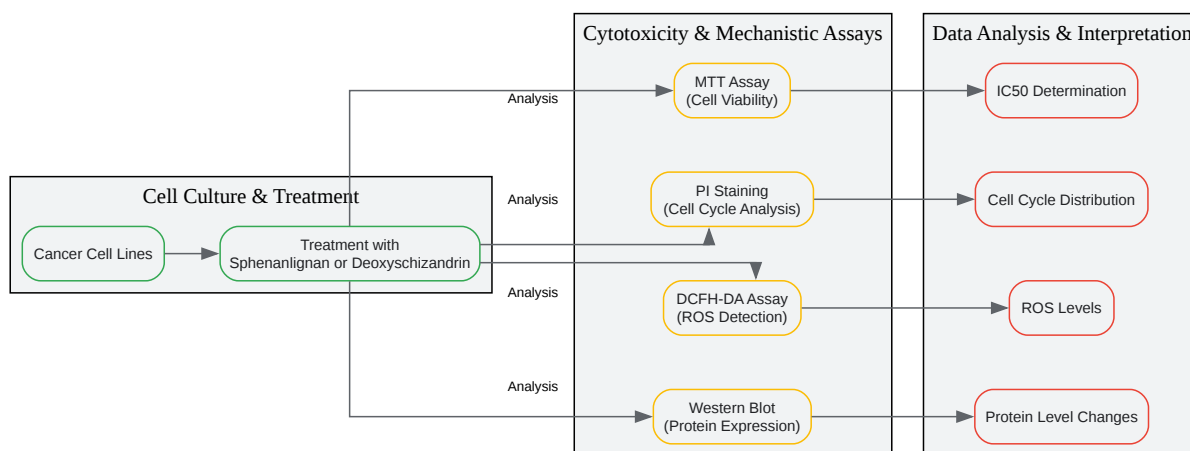 Cytotoxicity & Mechanistic Assays
Data Analysis & Interpretation
MTT Assay
(Cell Viability)
IC50 Determination
Analysis
Cell Culture & Treatment
Analysis
PI Staining
(Cell Cycle Analysis)
Cell Cycle Distribution
Cancer Cell Lines
Treatment with
Sphenanlignan or Deoxyschizandrin
Analysis
DCFH-DA Assay
(ROS Detection)
ROS Levels
Analysis
Western Blot
(Protein Expression)
Protein Level Changes